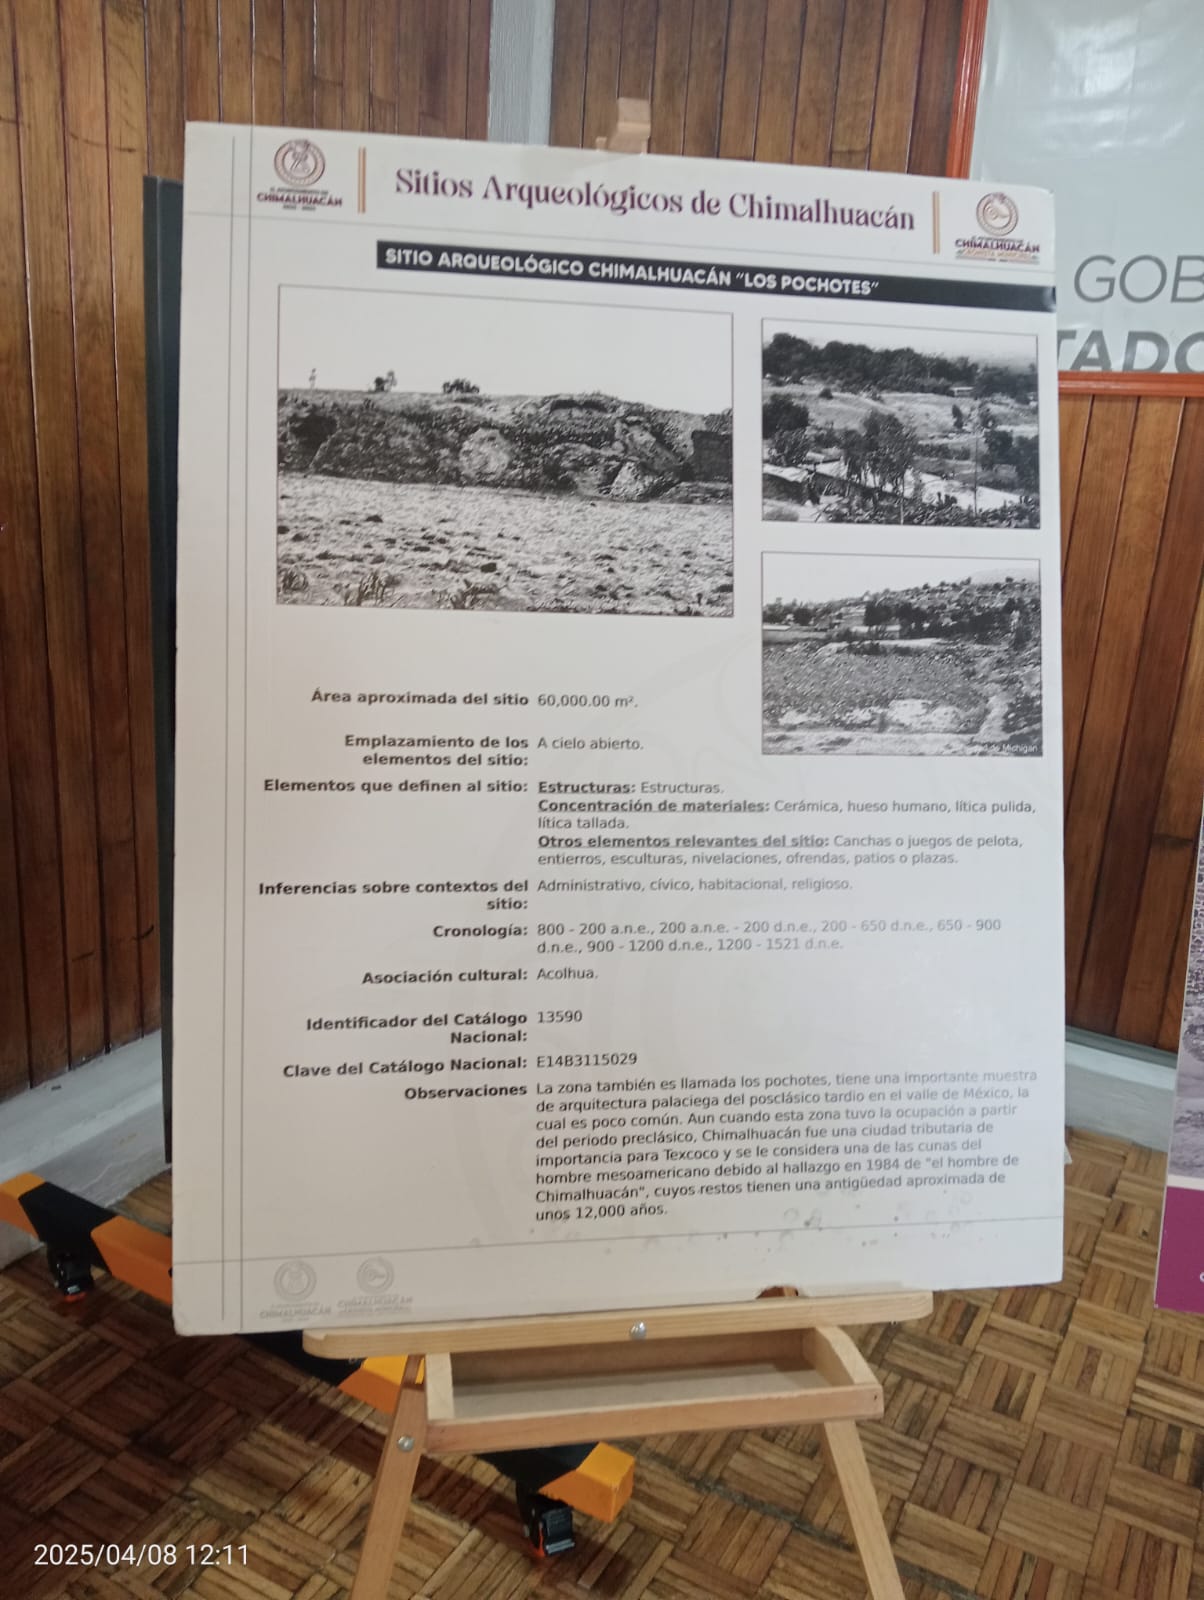 CHIMALHUACÁN
Sitios Arqueológicos de Chimalhuacán
CHIMALHUACÁN
SITIO ARQUEOLÓGICO CHIMALHUACÁN "LOS POCHOTES"
GOB
TADO
de Michigan
Área aproximada del sitio 60,000.00 m².
Emplazamiento de los A cielo abierto.
elementos del sitio:
Elementos que definen al sitio: Estructuras: Estructuras.
Concentración de materiales: Cerámica, hueso humano, lítica pulida,
lítica tallada.
Otros elementos relevantes del sitio: Canchas o juegos de pelota,
entierros, esculturas, nivelaciones, ofrendas, patios o plazas.
Inferencias sobre contextos del Administrativo, cívico, habitacional, religioso.
sitio:
Cronología: 800 - 200 a.n.e., 200 a.n.e. - 200 d.n.e., 200 - 650 d.n.e., 650 - 900
d.n.e., 900 - 1200 d.n.e., 1200 - 1521 d.n.e.
Asociación cultural: Acolhua.
Identificador del Catálogo 13590
Nacional:
Clave del Catálogo Nacional: E14B3115029
Observaciones La zona también es llamada los pochotes, tiene una importante muestra
de arquitectura palaciega del posclásico tardio en el valle de México, la
cual es poco común. Aun cuando esta zona tuvo la ocupación a partir
del periodo preclásico, Chimalhuacán fue una ciudad tributaria de
importancia para Texcoco y se le considera una de las cunas del
hombre mesoamericano debido al hallazgo en 1984 de "el hombre de
Chimalhuacán", cuyos restos tienen una antigüedad aproximada de
unos 12,000 años.
CHIMALHUACÁN CHIMALHUACÁN
2025/04/08 12:11